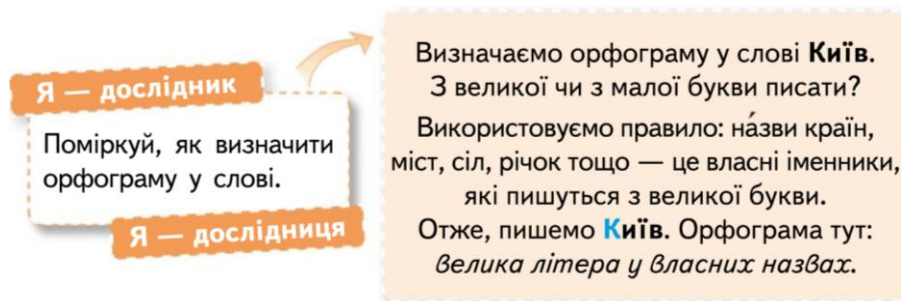 Я — дослідник
Поміркуй, як визначити
орфограму у слові.
Я — дослідниця
Визначаємо орфограму у слові Київ.
З великої чи з малої букви писати?
Використовуємо правило: на́зви країн,
міст, сіл, річок тощо — це власні іменники,
які пишуться з великої букви.
Отже, пишемо Київ. Орфограма тут:
велика літера у власних назвах.